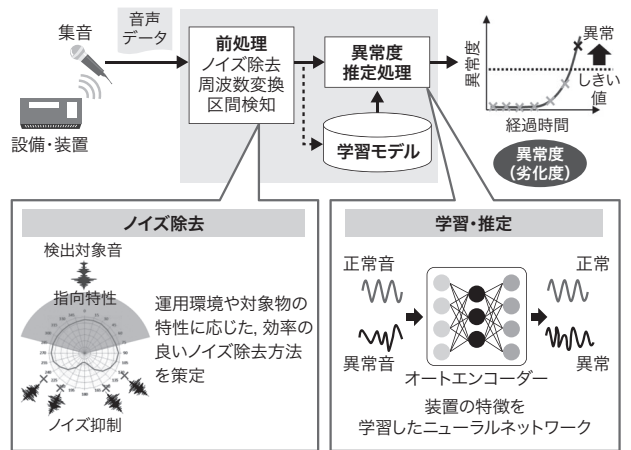 集音
音声
データ
設備・装置
前処理
ノイズ除去
周波数変換
区間検知
異常度
推定処理
学習モデル
異常度
異常
しきい
値
経過時間
異常度
(劣化度)
ノイズ除去
検出対象音
指向特性
運用環境や対象物の
特性に応じた, 効率の
良いノイズ除去方法
を策定
ノイズ抑制
学習・推定
正常音
異常音
正常
異常
オートエンコーダー
装置の特徴を
学習したニューラルネットワーク